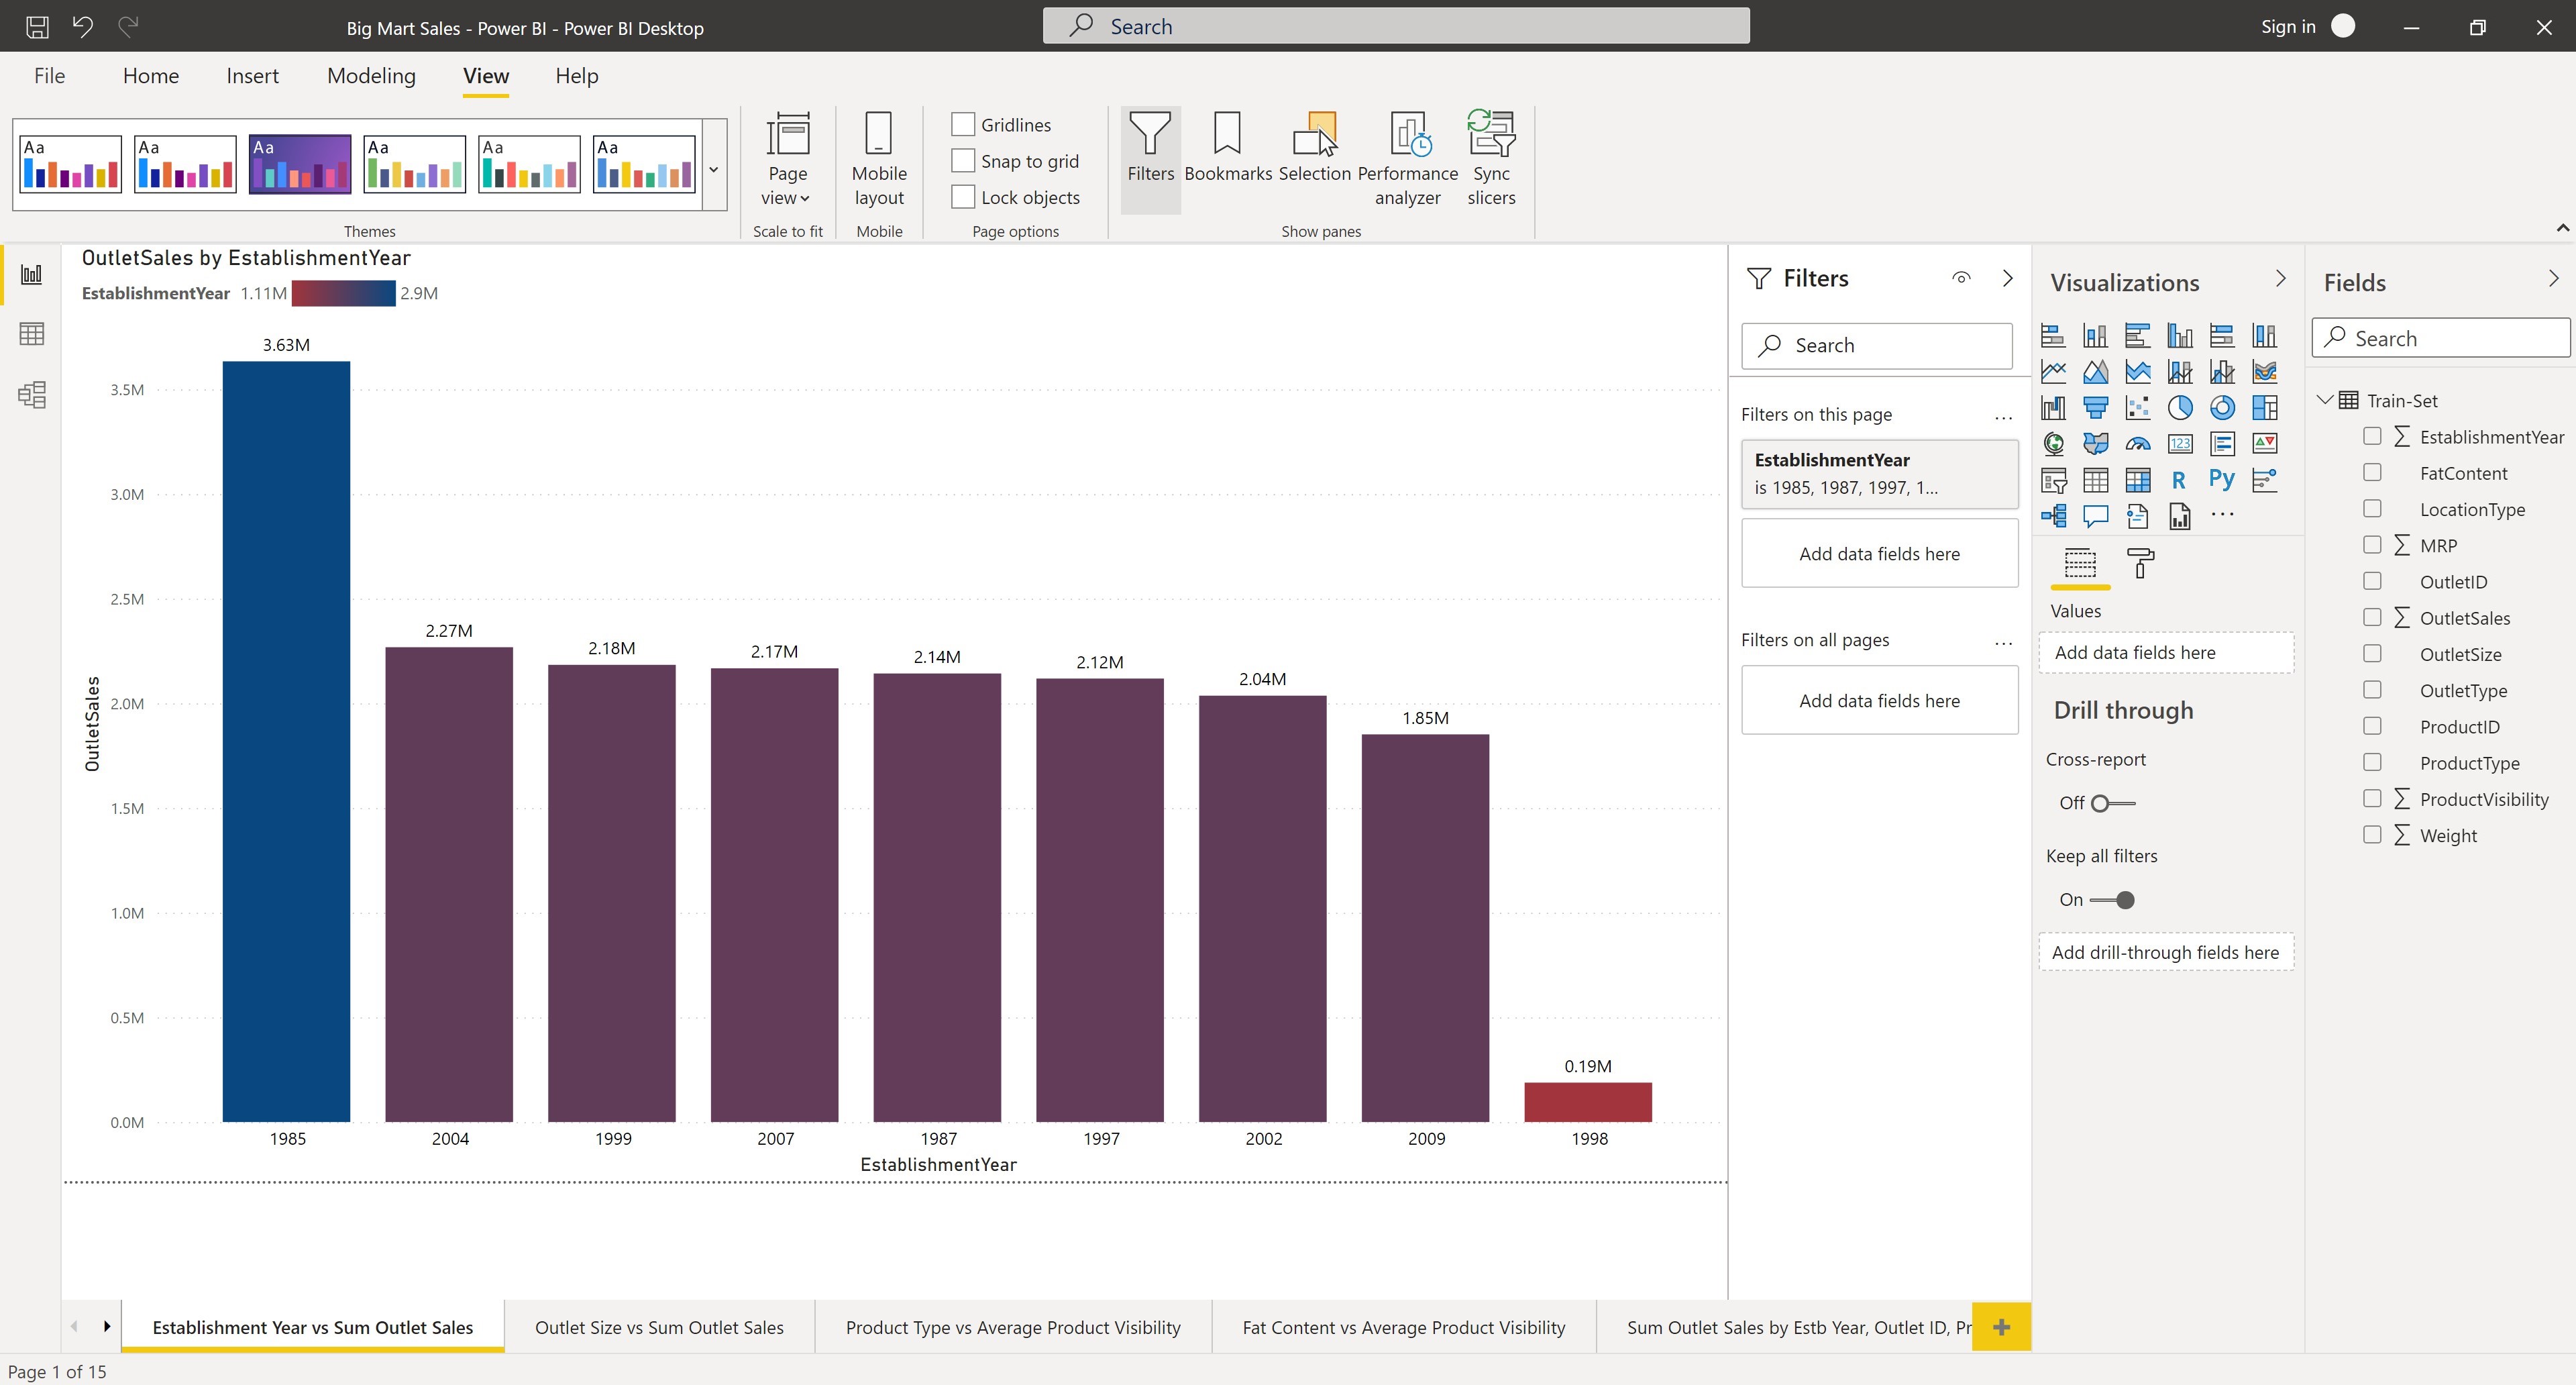 Big Mart Sales - Power BI - Power BI Desktop
Search
Sign in
File Home Insert Modeling View Help
Aa Aa Aa Aa Aa Aa
Themes
Page view
Scale to fit
Mobile layout
Mobile
Gridlines
Snap to grid
Lock objects
Page options
Filters
Bookmarks
Selection
Performance analyzer
Sync slicers
Show panes
OutletSales by EstablishmentYear
EstablishmentYear 1.11M 2.9M
OutletSales
3.5M
3.0M
2.5M
2.0M
1.5M
1.0M
0.5M
0.0M
3.63M
2.27M
2.18M
2.17M
2.14M
2.12M
2.04M
1.85M
0.19M
1985 2004 1999 2007 1987 1997 2002 2009 1998
EstablishmentYear
Filters
Search
Filters on this page
...
EstablishmentYear
is 1985, 1987, 1997, 1...
Add data fields here
Filters on all pages
...
Add data fields here
Visualizations
123
R
Py
...
Values
Add data fields here
Drill through
Cross-report
Off
Keep all filters
On
Add drill-through fields here
Fields
Search
Train-Set
Σ EstablishmentYear
FatContent
LocationType
Σ MRP
OutletID
Σ OutletSales
OutletSize
OutletType
ProductID
ProductType
Σ ProductVisibility
Σ Weight
Establishment Year vs Sum Outlet Sales
Outlet Size vs Sum Outlet Sales
Product Type vs Average Product Visibility
Fat Content vs Average Product Visibility
Sum Outlet Sales by Estb Year, Outlet ID, Pr
Page 1 of 15